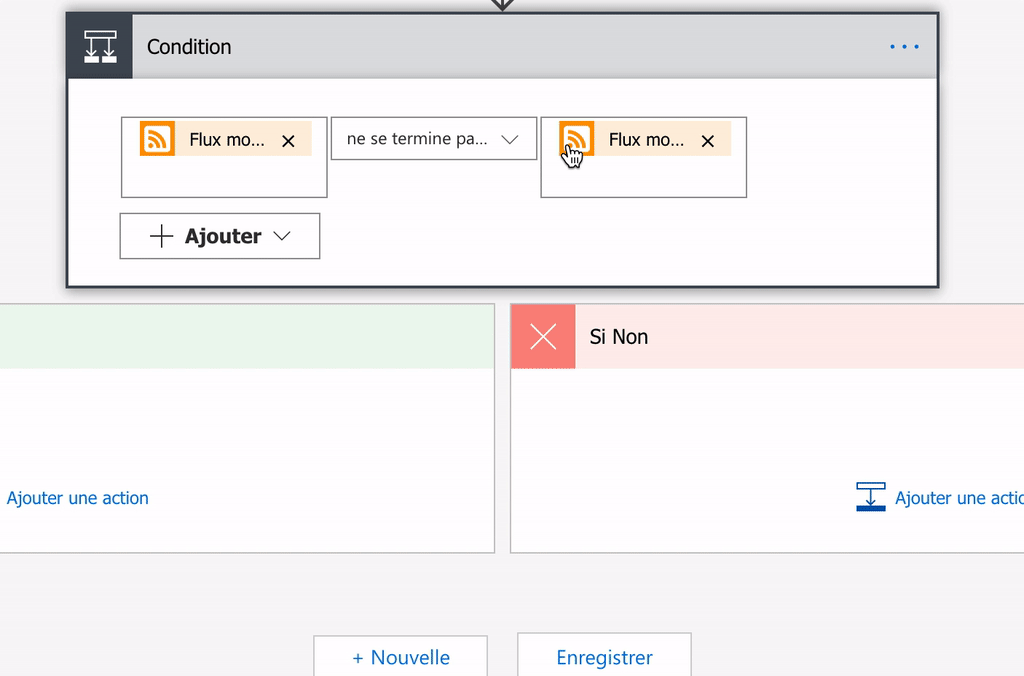 Condition
Flux mo...
ne se termine pa...
Flux mo...
Ajouter
Si Non
Ajouter une action
Ajouter une actio
+ Nouvelle
Enregistrer